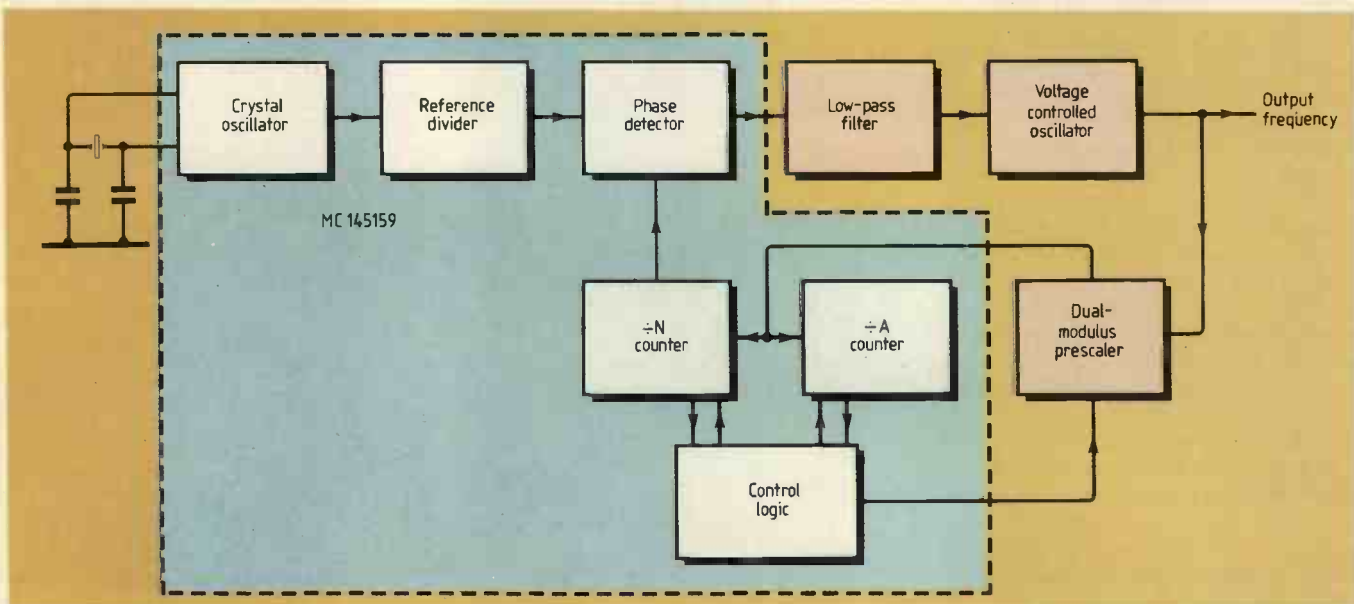 Crystal
oscillator
Reference
divider
Phase
detector
Low-pass
filter
Voltage
controlled
oscillator
Output
frequency
MC 145159
÷N
counter
÷A
counter
Dual-
modulus
prescaler
Control
logic